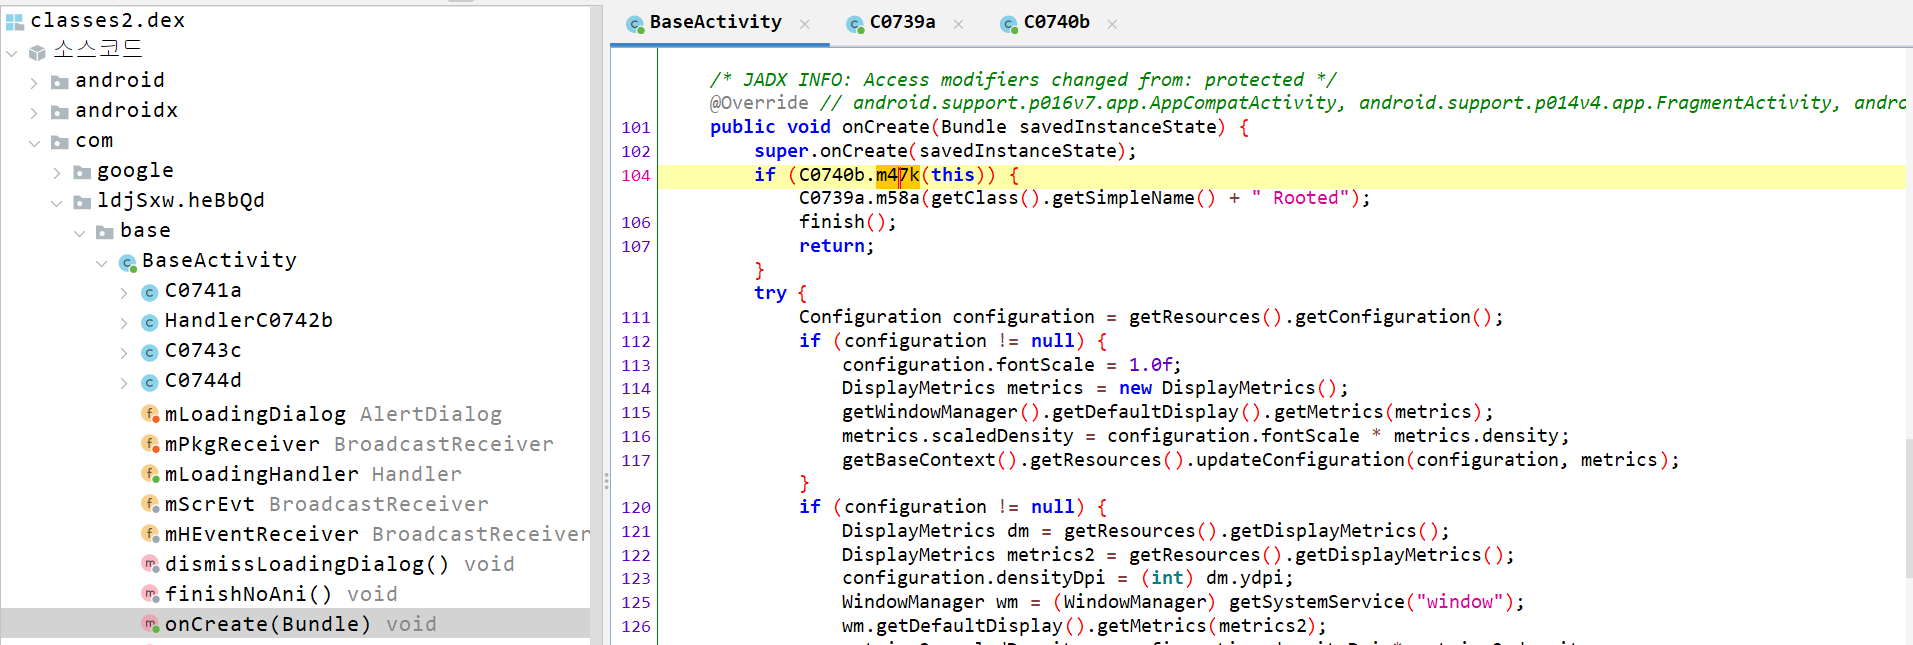 classes2.dex
소스코드
android
androidx
com
google
ldjSxw.heBbQd
base
BaseActivity
C0741a
HandlerC0742b
C0743c
C0744d
mLoadingDialog AlertDialog
mPkgReceiver BroadcastReceiver
mLoadingHandler Handler
mScrEvt BroadcastReceiver
mHEventReceiver BroadcastReceiver
dismissLoadingDialog() void
finishNoAni() void
onCreate(Bundle) void
BaseActivity × C0739a × C0740b ×
/* JADX INFO: Access modifiers changed from: protected */
@Override // android.support.p016v7.app.AppCompatActivity, android.support.p014v4.app.FragmentActivity, andro
101 public void onCreate(Bundle savedInstanceState) {
102 super.onCreate(savedInstanceState);
104 if (C0740b.m47k(this)) {
C0739a.m58a(getClass().getSimpleName() + " Rooted");
106 finish();
107 return;
}
try {
111 Configuration configuration = getResources().getConfiguration();
112 if (configuration != null) {
113 configuration.fontScale = 1.0f;
114 DisplayMetrics metrics = new DisplayMetrics();
115 getWindowManager().getDefaultDisplay().getMetrics(metrics);
116 metrics.scaledDensity = configuration.fontScale * metrics.density;
117 getBaseContext().getResources().updateConfiguration(configuration, metrics);
}
120 if (configuration != null) {
121 DisplayMetrics dm = getResources().getDisplayMetrics();
122 DisplayMetrics metrics2 = getResources().getDisplayMetrics();
123 configuration.densityDpi = (int) dm.ydpi;
125 WindowManager wm = (WindowManager) getSystemService("window");
126 wm.getDefaultDisplay().getMetrics(metrics2);